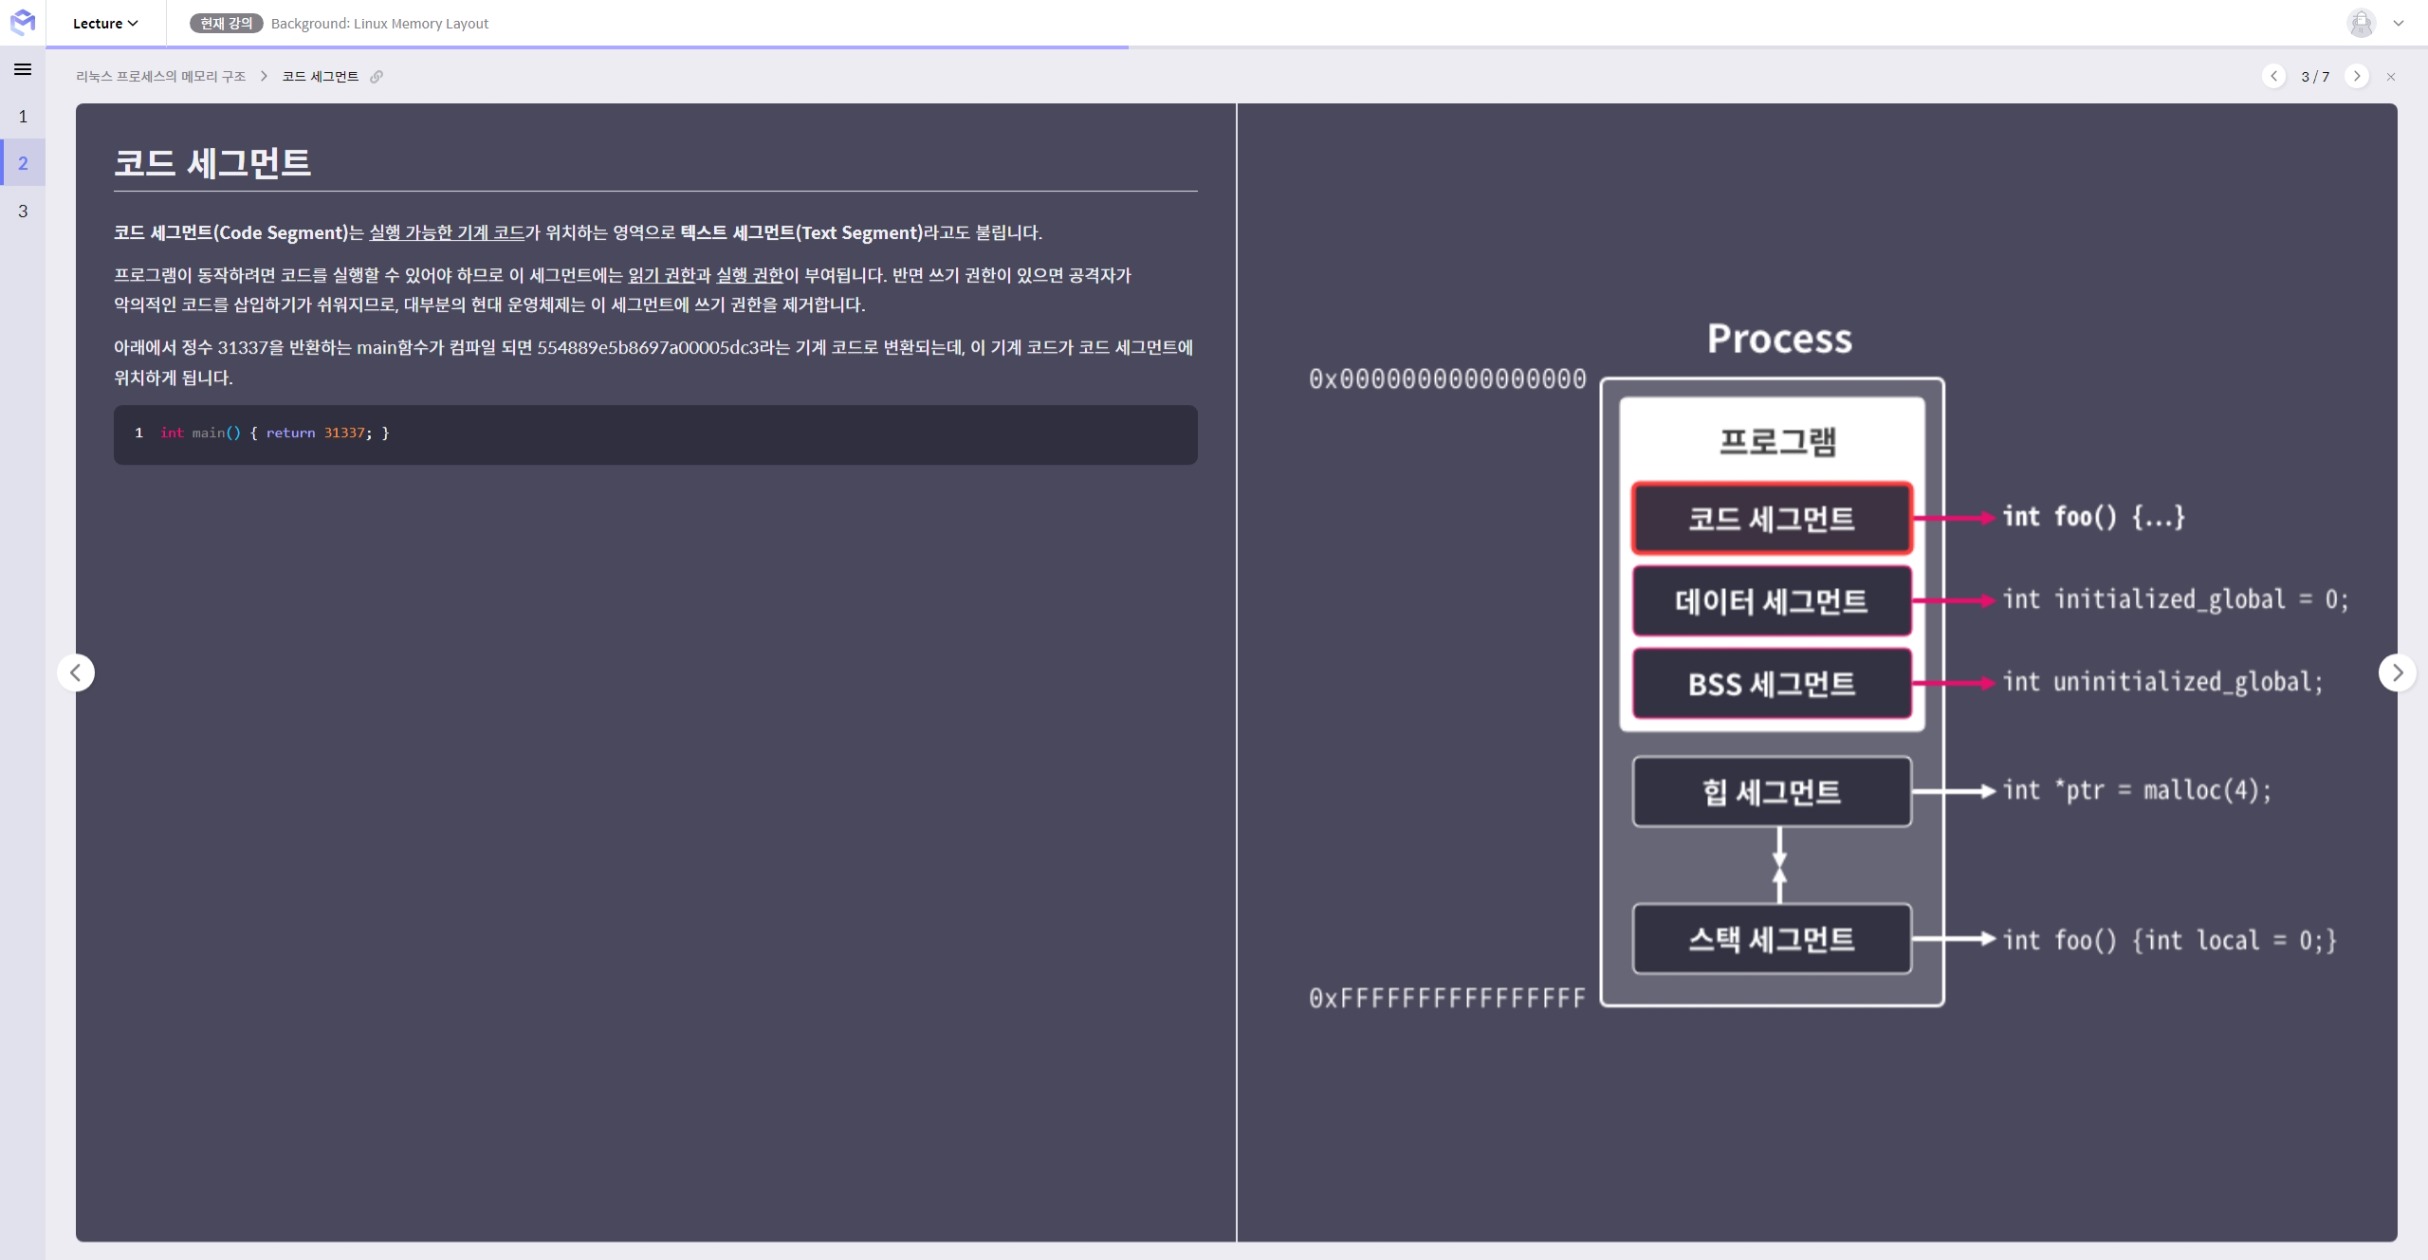 Lecture
현재 강의 Background: Linux Memory Layout
리눅스 프로세스의 메모리 구조 > 코드 세그먼트
3 / 7
1
2
3
코드 세그먼트
코드 세그먼트(Code Segment)는 실행 가능한 기계 코드가 위치하는 영역으로 텍스트 세그먼트(Text Segment)라고도 불립니다.
프로그램이 동작하려면 코드를 실행할 수 있어야 하므로 이 세그먼트에는 읽기 권한과 실행 권한이 부여됩니다. 반면 쓰기 권한이 있으면 공격자가
악의적인 코드를 삽입하기가 쉬워지므로, 대부분의 현대 운영체제는 이 세그먼트에 쓰기 권한을 제거합니다.
아래에서 정수 31337을 반환하는 main함수가 컴파일 되면 554889e5b8697a00005dc3라는 기계 코드로 변환되는데, 이 기계 코드가 코드 세그먼트에
위치하게 됩니다.
1 int main() { return 31337; }
Process
0x0000000000000000
프로그램
코드 세그먼트
int foo() {...}
데이터 세그먼트
int initialized_global = 0;
BSS 세그먼트
int uninitialized_global;
힙 세그먼트
int *ptr = malloc(4);
스택 세그먼트
int foo() {int local = 0;}
0xFFFFFFFFFFFFFFFF